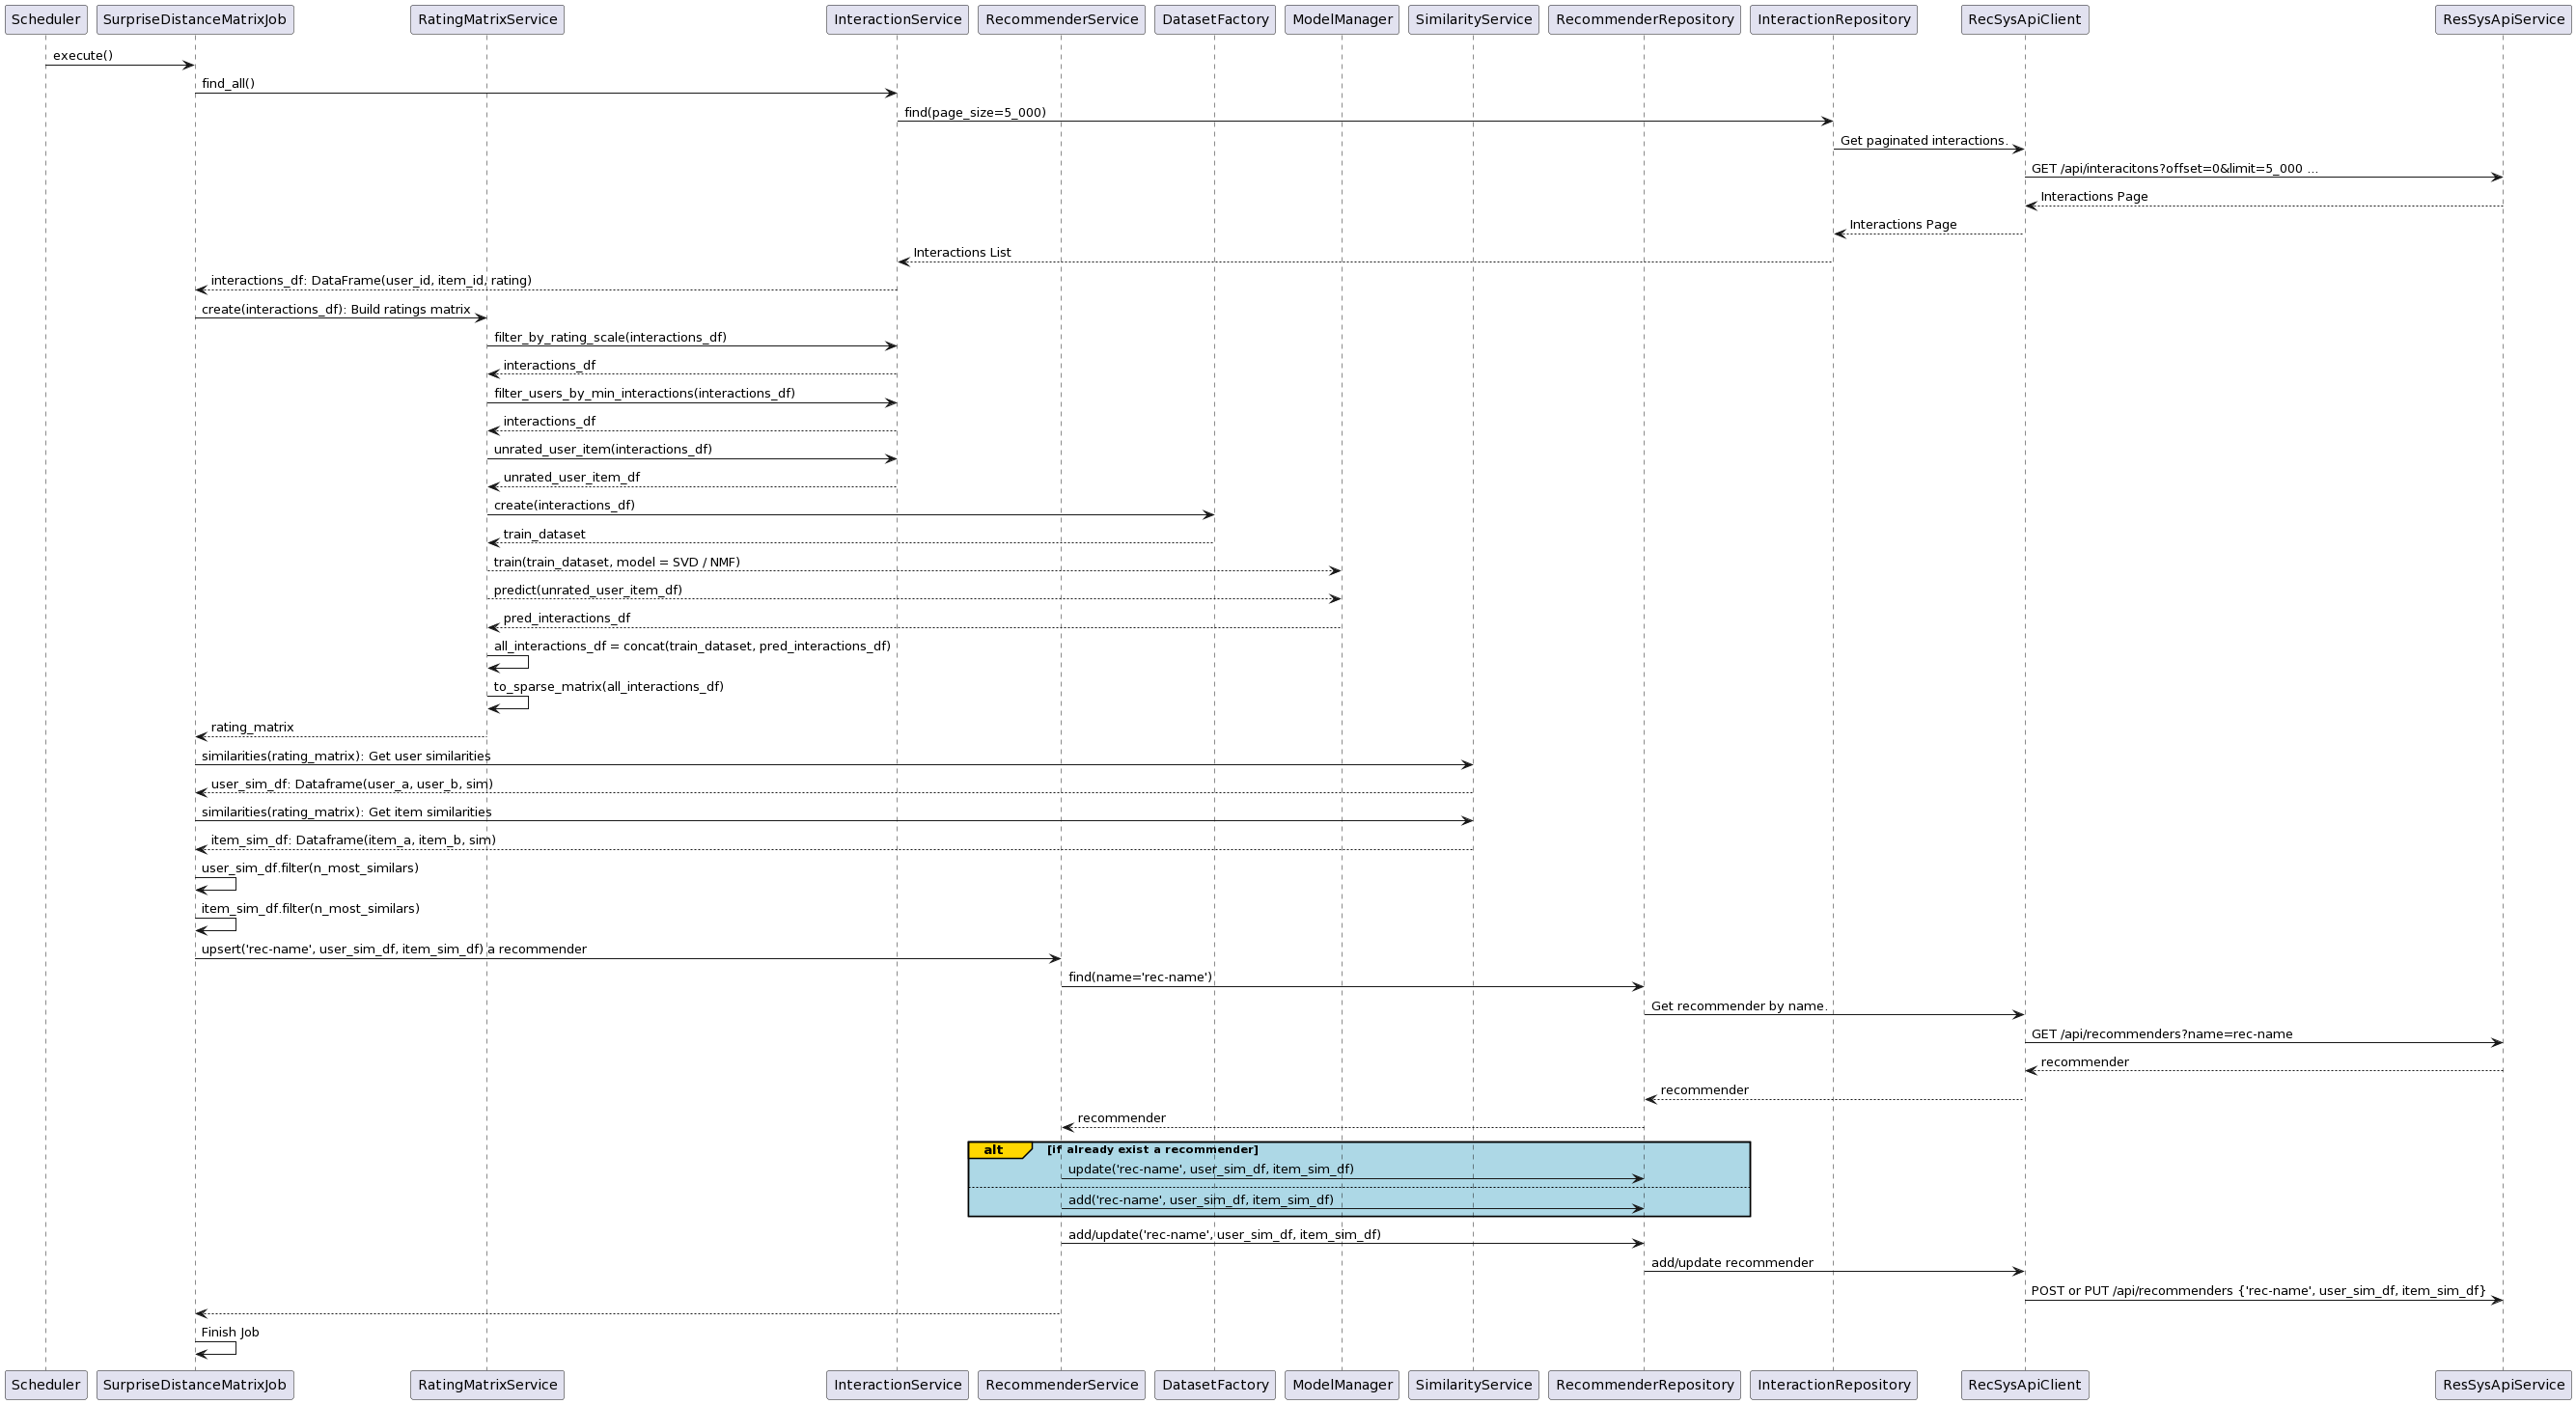 Scheduler SurpriseDistanceMatrixJob RatingMatrixService InteractionService RecommenderService DatasetFactory ModelManager SimilarityService RecommenderRepository InteractionRepository RecSysApiClient ResSysApiService
execute()
find_all()
find(page_size=5_000)
Get paginated interactions.
GET /api/interacitons?offset=0&limit=5_000 ...
Interactions Page
Interactions Page
Interactions List
interactions_df: DataFrame(user_id, item_id, rating)
create(interactions_df): Build ratings matrix
filter_by_rating_scale(interactions_df)
interactions_df
filter_users_by_min_interactions(interactions_df)
interactions_df
unrated_user_item(interactions_df)
unrated_user_item_df
create(interactions_df)
train_dataset
train(train_dataset, model = SVD / NMF)
predict(unrated_user_item_df)
pred_interactions_df
all_interactions_df = concat(train_dataset, pred_interactions_df)
to_sparse_matrix(all_interactions_df)
rating_matrix
similarities(rating_matrix): Get user similarities
user_sim_df: Dataframe(user_a, user_b, sim)
similarities(rating_matrix): Get item similarities
item_sim_df: Dataframe(item_a, item_b, sim)
user_sim_df.filter(n_most_similars)
item_sim_df.filter(n_most_similars)
upsert('rec-name', user_sim_df, item_sim_df) a recommender
find(name='rec-name')
Get recommender by name.
GET /api/recommenders?name=rec-name
recommender
recommender
recommender
alt [if already exist a recommender]
update('rec-name', user_sim_df, item_sim_df)
add('rec-name', user_sim_df, item_sim_df)
add/update('rec-name', user_sim_df, item_sim_df)
add/update recommender
POST or PUT /api/recommenders {'rec-name', user_sim_df, item_sim_df}
Finish Job
Scheduler SurpriseDistanceMatrixJob RatingMatrixService InteractionService RecommenderService DatasetFactory ModelManager SimilarityService RecommenderRepository InteractionRepository RecSysApiClient ResSysApiService